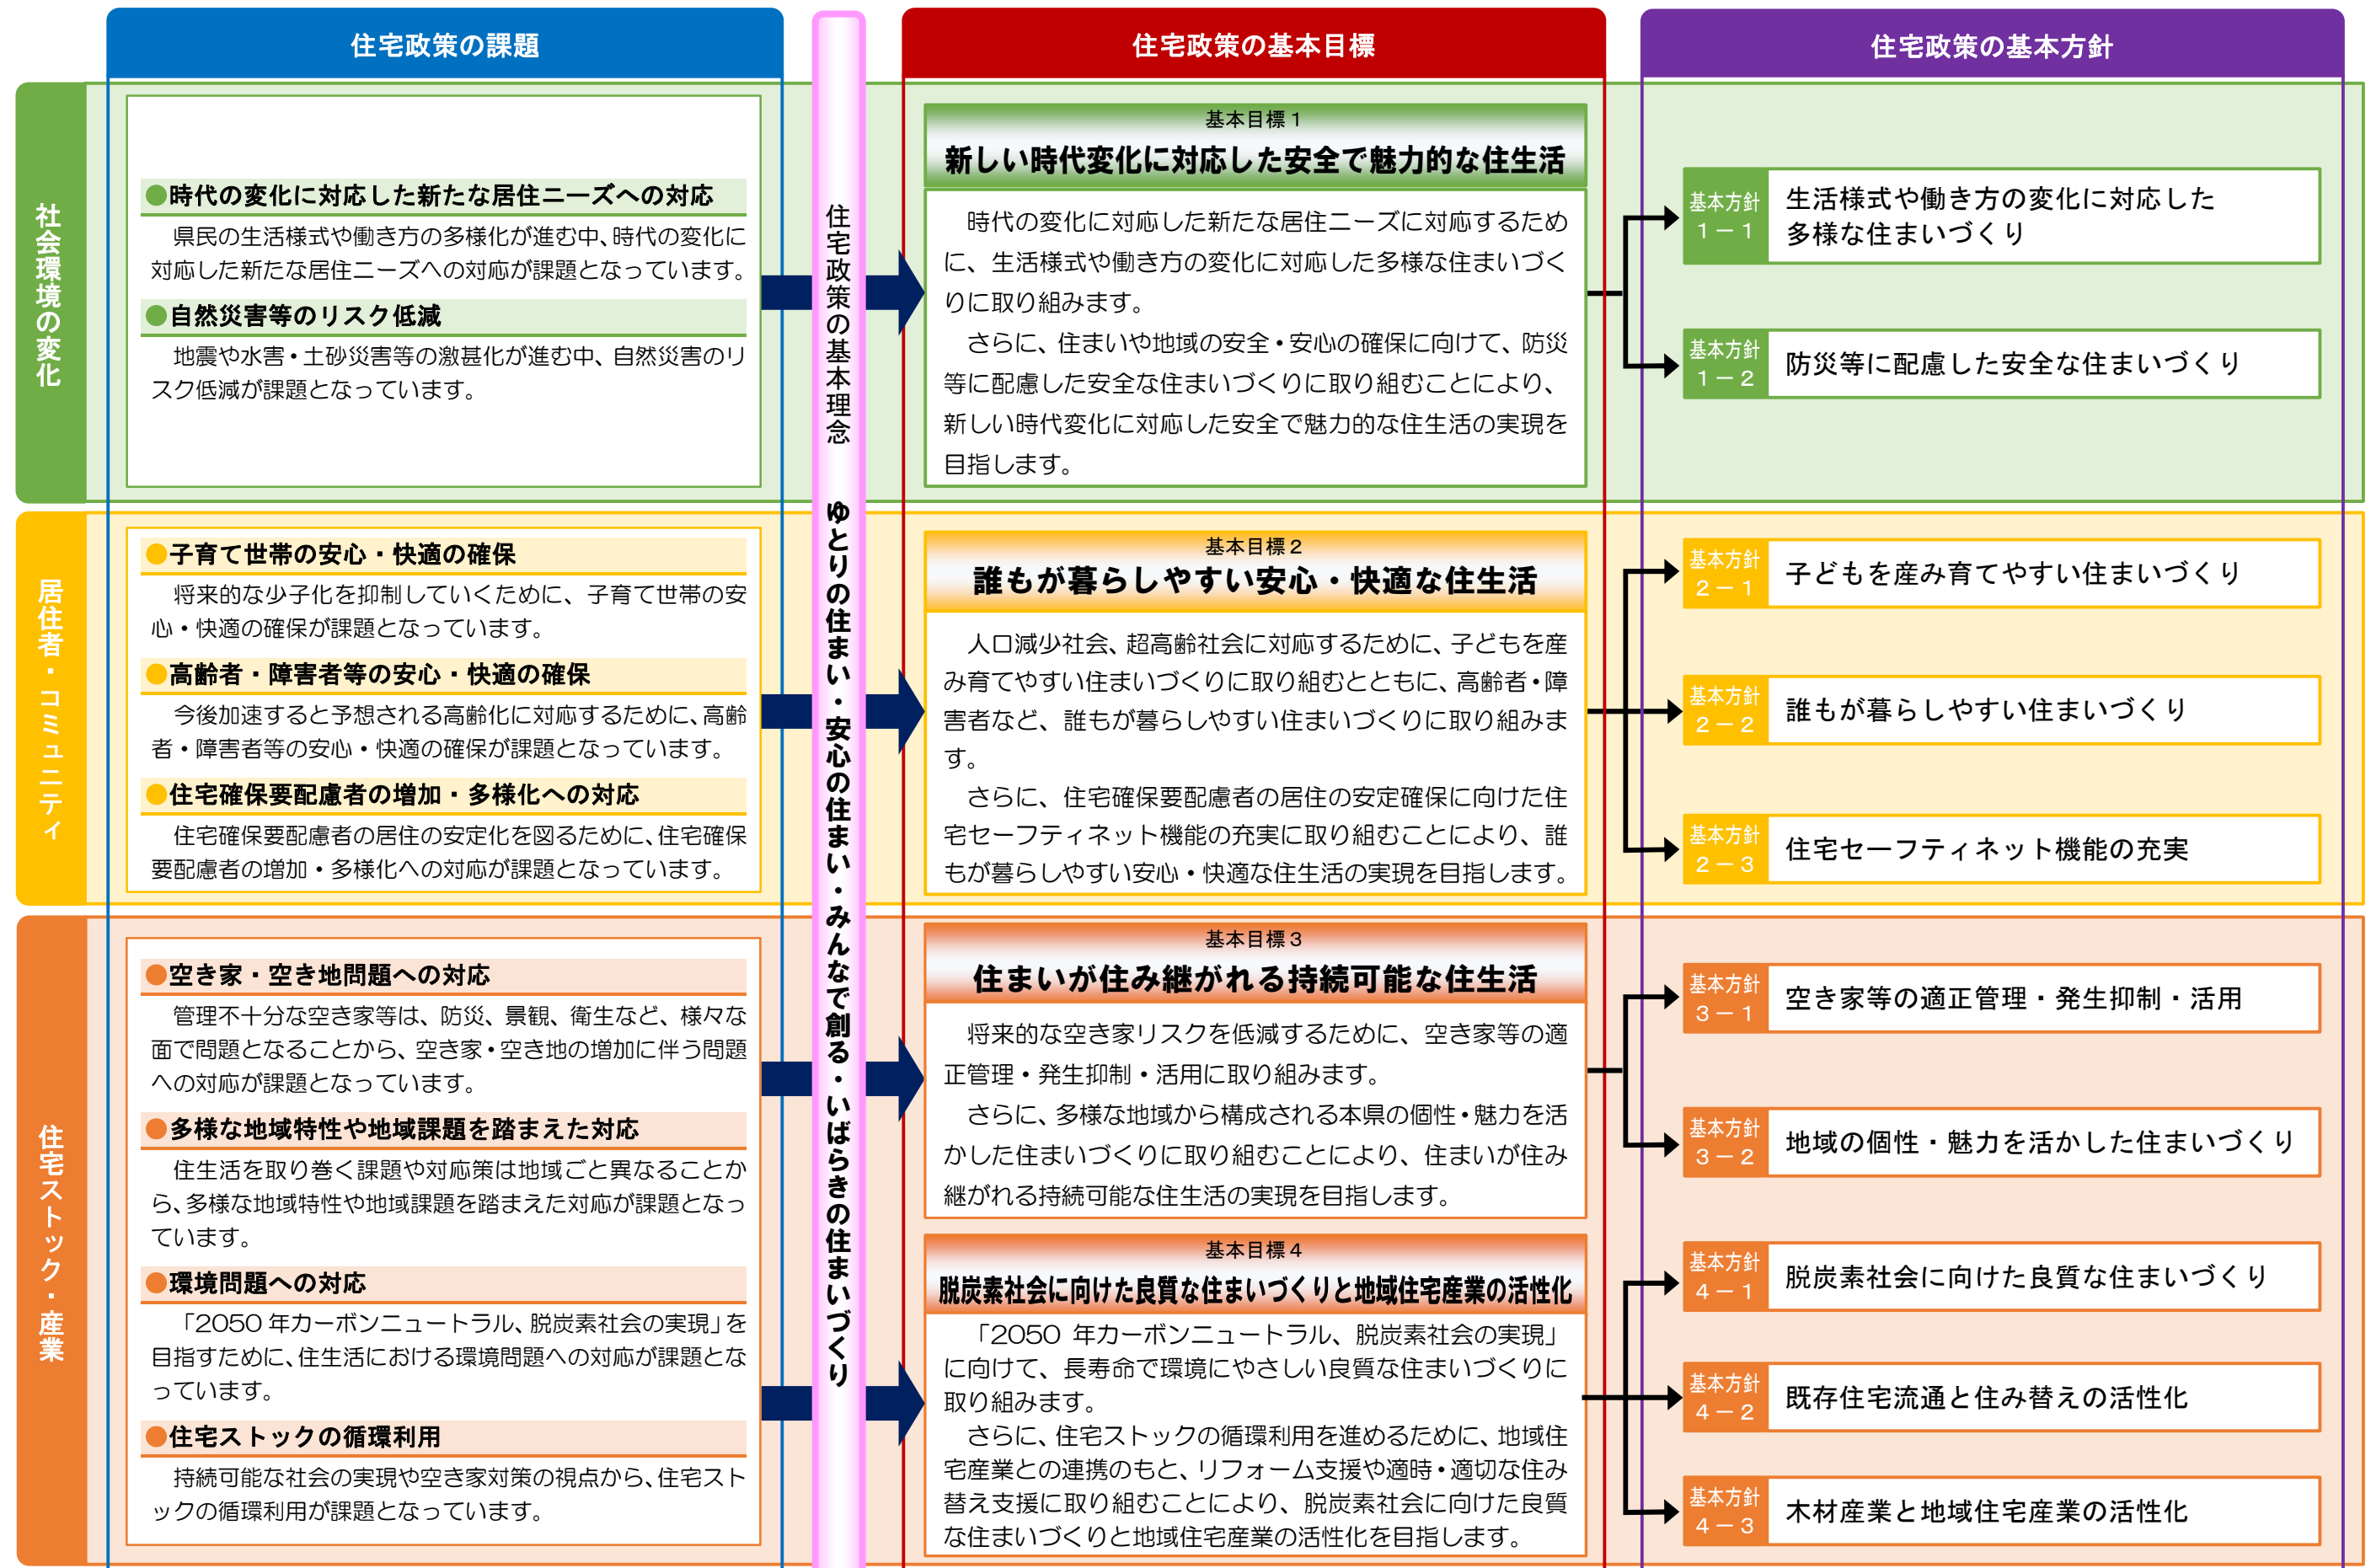 住宅政策の課題
住宅政策の基本目標
住宅政策の基本方針
社会環境の変化
●時代の変化に対応した新たな居住ニーズへの対応
県民の生活様式や働き方の多様化が進む中、時代の変化に
対応した新たな居住ニーズへの対応が課題となっています。
●自然災害等のリスク低減
地震や水害・土砂災害等の激甚化が進む中、自然災害のリ
スク低減が課題となっています。
住宅政策の基本理念 ゆとりの住まい・安心の住まい・みんなで創る・いばらきの住まいづくり
基本目標1
新しい時代変化に対応した安全で魅力的な住生活
時代の変化に対応した新たな居住ニーズに対応するため
に、生活様式や働き方の変化に対応した多様な住まいづく
りに取り組みます。
さらに、住まいや地域の安全・安心の確保に向けて、防災
等に配慮した安全な住まいづくりに取り組むことにより、
新しい時代変化に対応した安全で魅力的な住生活の実現を
目指します。
基本方針
1-1
生活様式や働き方の変化に対応した
多様な住まいづくり
基本方針
1-2
防災等に配慮した安全な住まいづくり
居住者・コミュニティ
●子育て世帯の安心・快適の確保
将来的な少子化を抑制していくために、子育て世帯の安
心・快適の確保が課題となっています。
●高齢者・障害者等の安心・快適の確保
今後加速すると予想される高齢化に対応するために、高齢
者・障害者等の安心・快適の確保が課題となっています。
●住宅確保要配慮者の増加・多様化への対応
住宅確保要配慮者の居住の安定化を図るために、住宅確保
要配慮者の増加・多様化への対応が課題となっています。
基本目標2
誰もが暮らしやすい安心・快適な住生活
人口減少社会、超高齢社会に対応するために、子どもを産
み育てやすい住まいづくりに取り組むとともに、高齢者・障
害者など、誰もが暮らしやすい住まいづくりに取り組みま
す。
さらに、住宅確保要配慮者の居住の安定確保に向けた住
宅セーフティネット機能の充実に取り組むことにより、誰
もが暮らしやすい安心・快適な住生活の実現を目指します。
基本方針
2-1
子どもを産み育てやすい住まいづくり
基本方針
2-2
誰もが暮らしやすい住まいづくり
基本方針
2-3
住宅セーフティネット機能の充実
住宅ストック・産業
●空き家・空き地問題への対応
管理不十分な空き家等は、防災、景観、衛生など、様々な
面で問題となることから、空き家・空き地の増加に伴う問題
への対応が課題となっています。
●多様な地域特性や地域課題を踏まえた対応
住生活を取り巻く課題や対応策は地域ごと異なることか
ら、多様な地域特性や地域課題を踏まえた対応が課題となっ
ています。
●環境問題への対応
「2050年カーボンニュートラル、脱炭素社会の実現」を
目指すために、住生活における環境問題への対応が課題とな
っています。
●住宅ストックの循環利用
持続可能な社会の実現や空き家対策の視点から、住宅スト
ックの循環利用が課題となっています。
基本目標3
住まいが住み継がれる持続可能な住生活
将来的な空き家リスクを低減するために、空き家等の適
正管理・発生抑制・活用に取り組みます。
さらに、多様な地域から構成される本県の個性・魅力を活
かした住まいづくりに取り組むことにより、住まいが住み
継がれる持続可能な住生活の実現を目指します。
基本方針
3-1
空き家等の適正管理・発生抑制・活用
基本方針
3-2
地域の個性・魅力を活かした住まいづくり
基本目標4
脱炭素社会に向けた良質な住まいづくりと地域住宅産業の活性化
「2050 年カーボンニュートラル、脱炭素社会の実現」
に向けて、長寿命で環境にやさしい良質な住まいづくりに
取り組みます。
さらに、住宅ストックの循環利用を進めるために、地域住
宅産業との連携のもと、リフォーム支援や適時・適切な住み
替え支援に取り組むことにより、脱炭素社会に向けた良質
な住まいづくりと地域住宅産業の活性化を目指します。
基本方針
4-1
脱炭素社会に向けた良質な住まいづくり
基本方針
4-2
既存住宅流通と住み替えの活性化
基本方針
4-3
木材産業と地域住宅産業の活性化